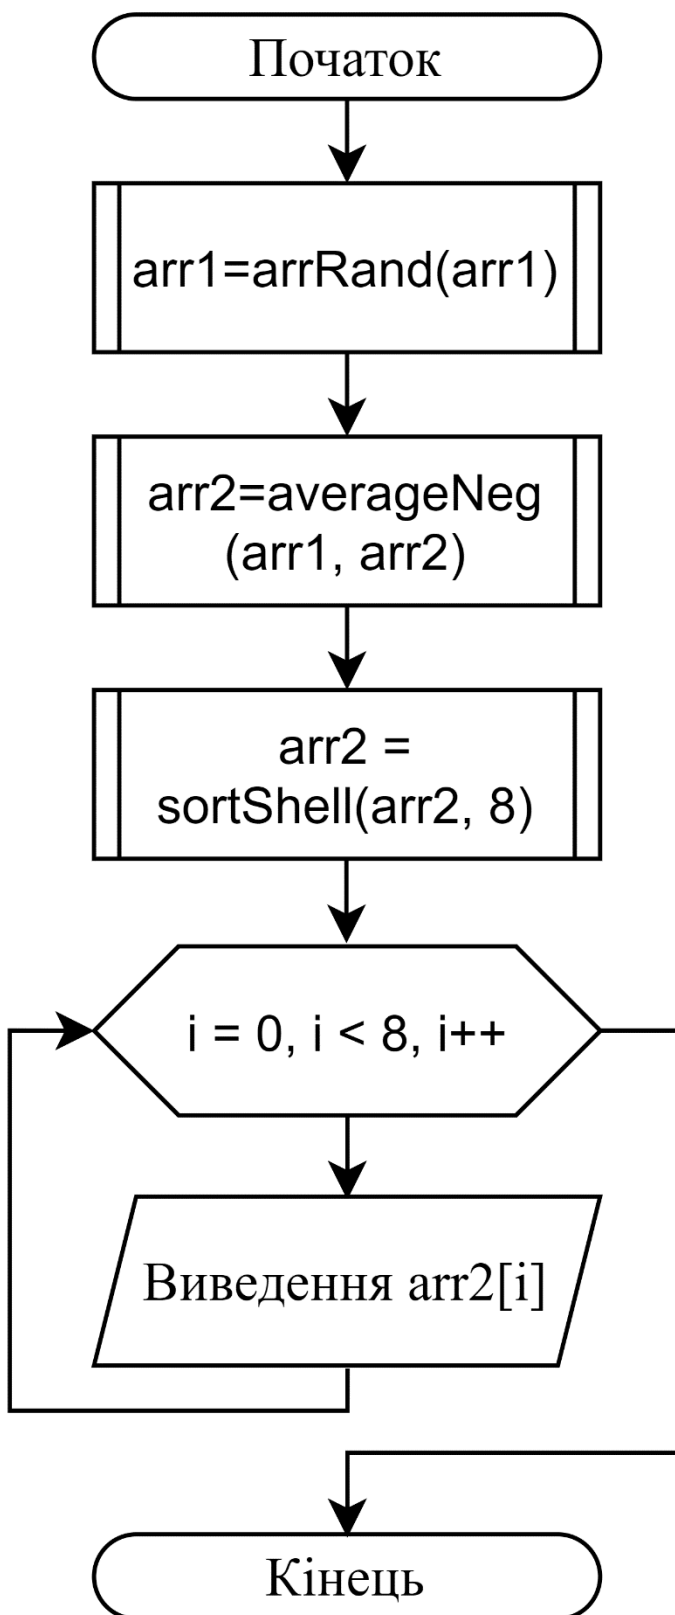 Початок
arr1=arrRand(arr1)
arr2=averageNeg
(arr1, arr2)
arr2 =
sortShell(arr2, 8)
i = 0, i < 8, i++
Виведення arr2[i]
Кінець